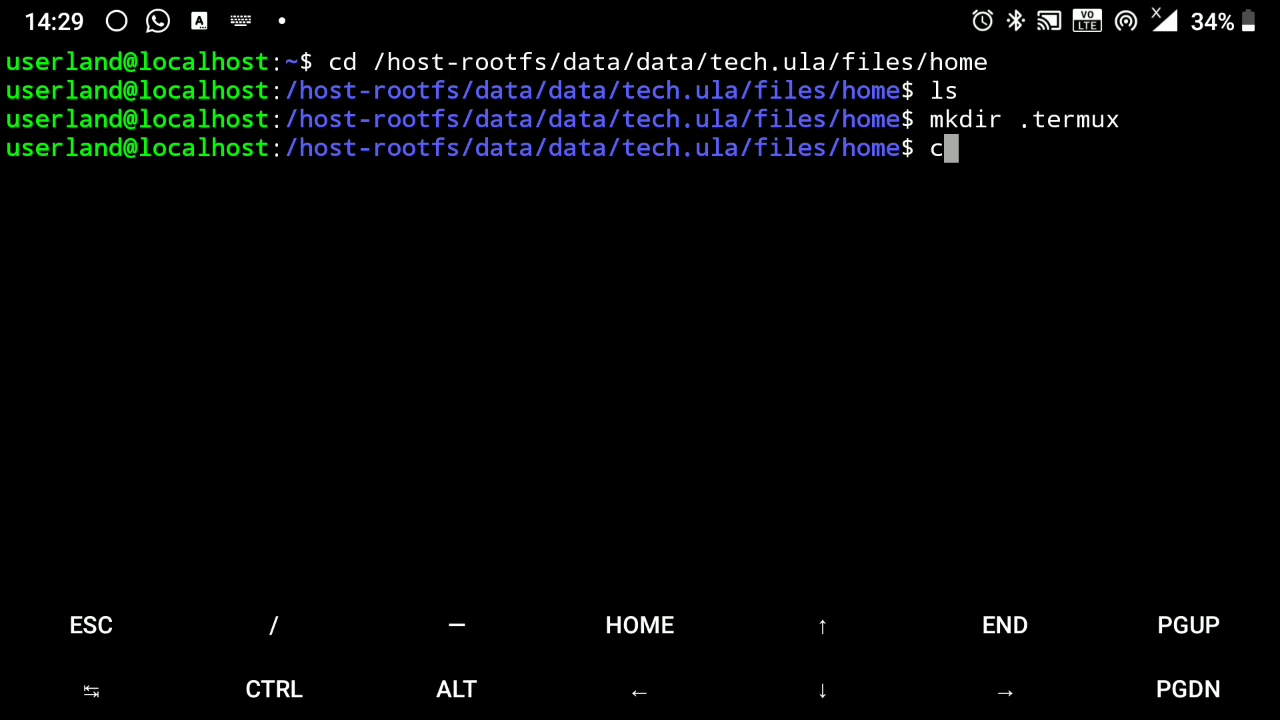 14:29 A VO LTE X 34%
userland@localhost:~$ cd /host-rootfs/data/data/tech.ula/files/home
userland@localhost:/host-rootfs/data/data/tech.ula/files/home$ ls
userland@localhost:/host-rootfs/data/data/tech.ula/files/home$ mkdir .termux
userland@localhost:/host-rootfs/data/data/tech.ula/files/home$ c
ESC / — HOME ↑ END PGUP
↹ CTRL ALT ← ↓ → PGDN